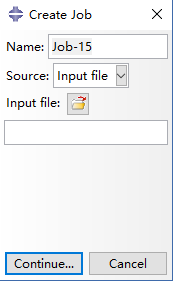 Create Job
Name: Job-15
Source: Input file
Input file:
Continue... Cancel